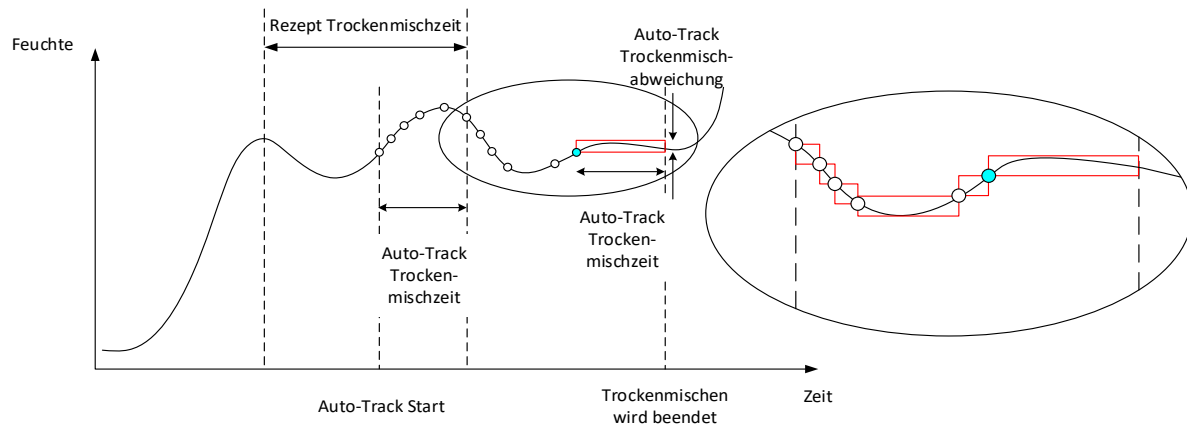 Rezept Trockenmischzeit
Feuchte
Auto-Track
Trockenmisch-
abweichung
Auto-Track
Trocken-
mischzeit
Auto-Track
Trocken-
mischzeit
Auto-Track Start
Trockenmischen
wird beendet
Zeit